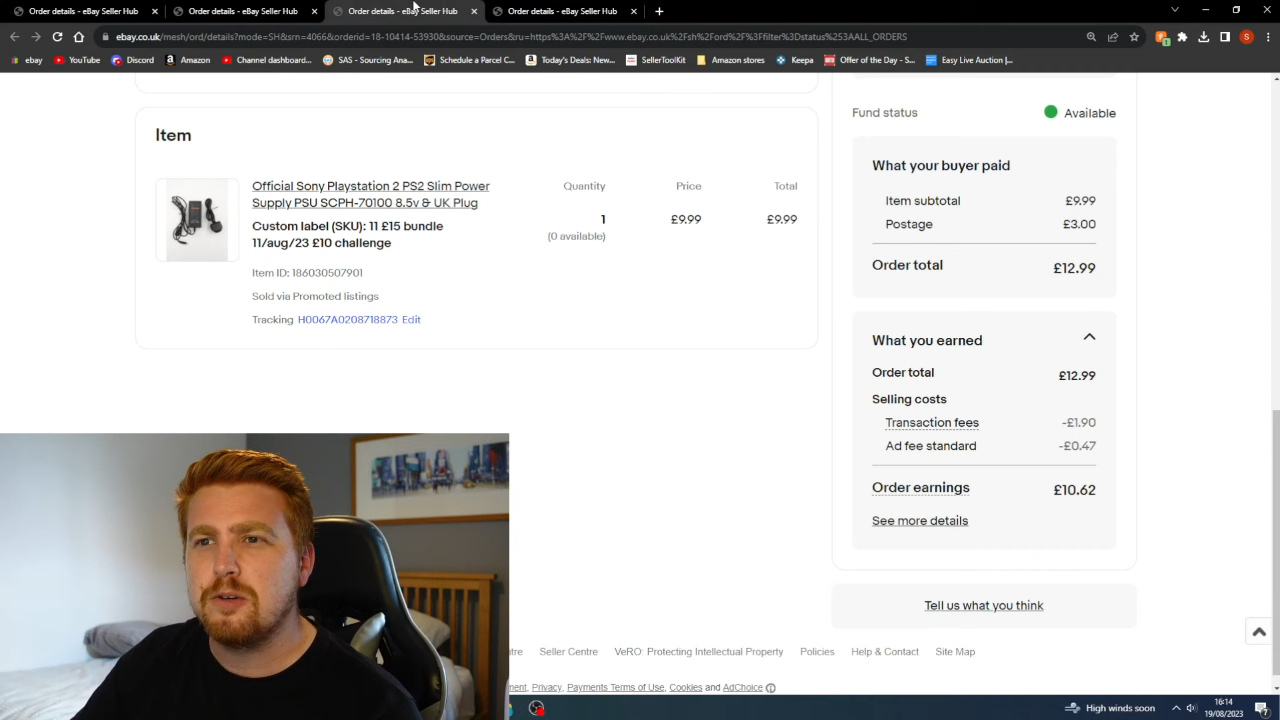 Order details - eBay Seller Hub
Order details - eBay Seller Hub
Order details - eBay Seller Hub
Order details - eBay Seller Hub
ebay.co.uk/mesh/ord/details?mode=SH&srn=4066&orderid=18-10414-53930&source=Orders&ru=https%3A%2F%2Fwww.ebay.co.uk%2Fsh%2Ford%2F%3Ffilter%3Dstatus%253AALL_ORDERS
ebay YouTube Discord Amazon Channel dashboard... SAS - Sourcing Ana... Schedule a Parcel C... Today's Deals: New... SellerToolKit Amazon stores Keepa Offer of the Day - S... Easy Live Auction |...
Fund status Available
Item
Official Sony Playstation 2 PS2 Slim Power
Supply PSU SCPH-70100 8.5v & UK Plug
Custom label (SKU): 11 £15 bundle
11/aug/23 £10 challenge
Item ID: 186030507901
Sold via Promoted listings
Tracking H0067A0208718873 Edit
Quantity Price Total
1 £9.99 £9.99
(0 available)
What your buyer paid
Item subtotal £9.99
Postage £3.00
Order total £12.99
What you earned
Order total £12.99
Selling costs
Transaction fees -£1.90
Ad fee standard -£0.47
Order earnings £10.62
See more details
Tell us what you think
Seller Centre VeRO: Protecting Intellectual Property Policies Help & Contact Site Map
Privacy, Payments Terms of Use, Cookies and AdChoice
High winds soon
16:14
19/08/2023
7